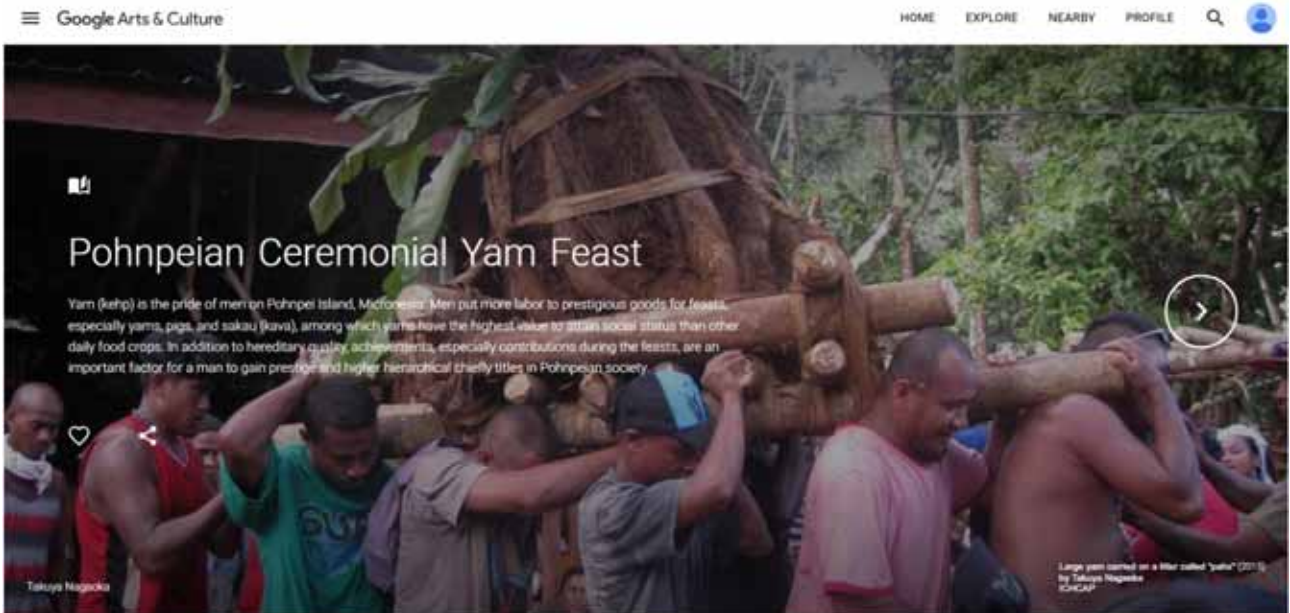 Google Arts & Culture
HOME EXPLORE NEARBY PROFILE
Pohnpeian Ceremonial Yam Feast
Yam (kehp) is the pride of men on Pohnpei Island, Micronesia. Men put more labor to prestigious goods for feasts,
especially yams, pigs, and sakau (kava), among which yams have the highest value to attain social status than other
daily food crops. In addition to hereditary quality, achievements, especially contributions during the feasts, are an
important factor for a man to gain prestige and higher hierarchical chiefly titles in Pohnpeian society.
Takuya Nagaoka
Large yam carried on a litter called "pahs" (2015)
by Takuya Nagaoka
ICHCAP